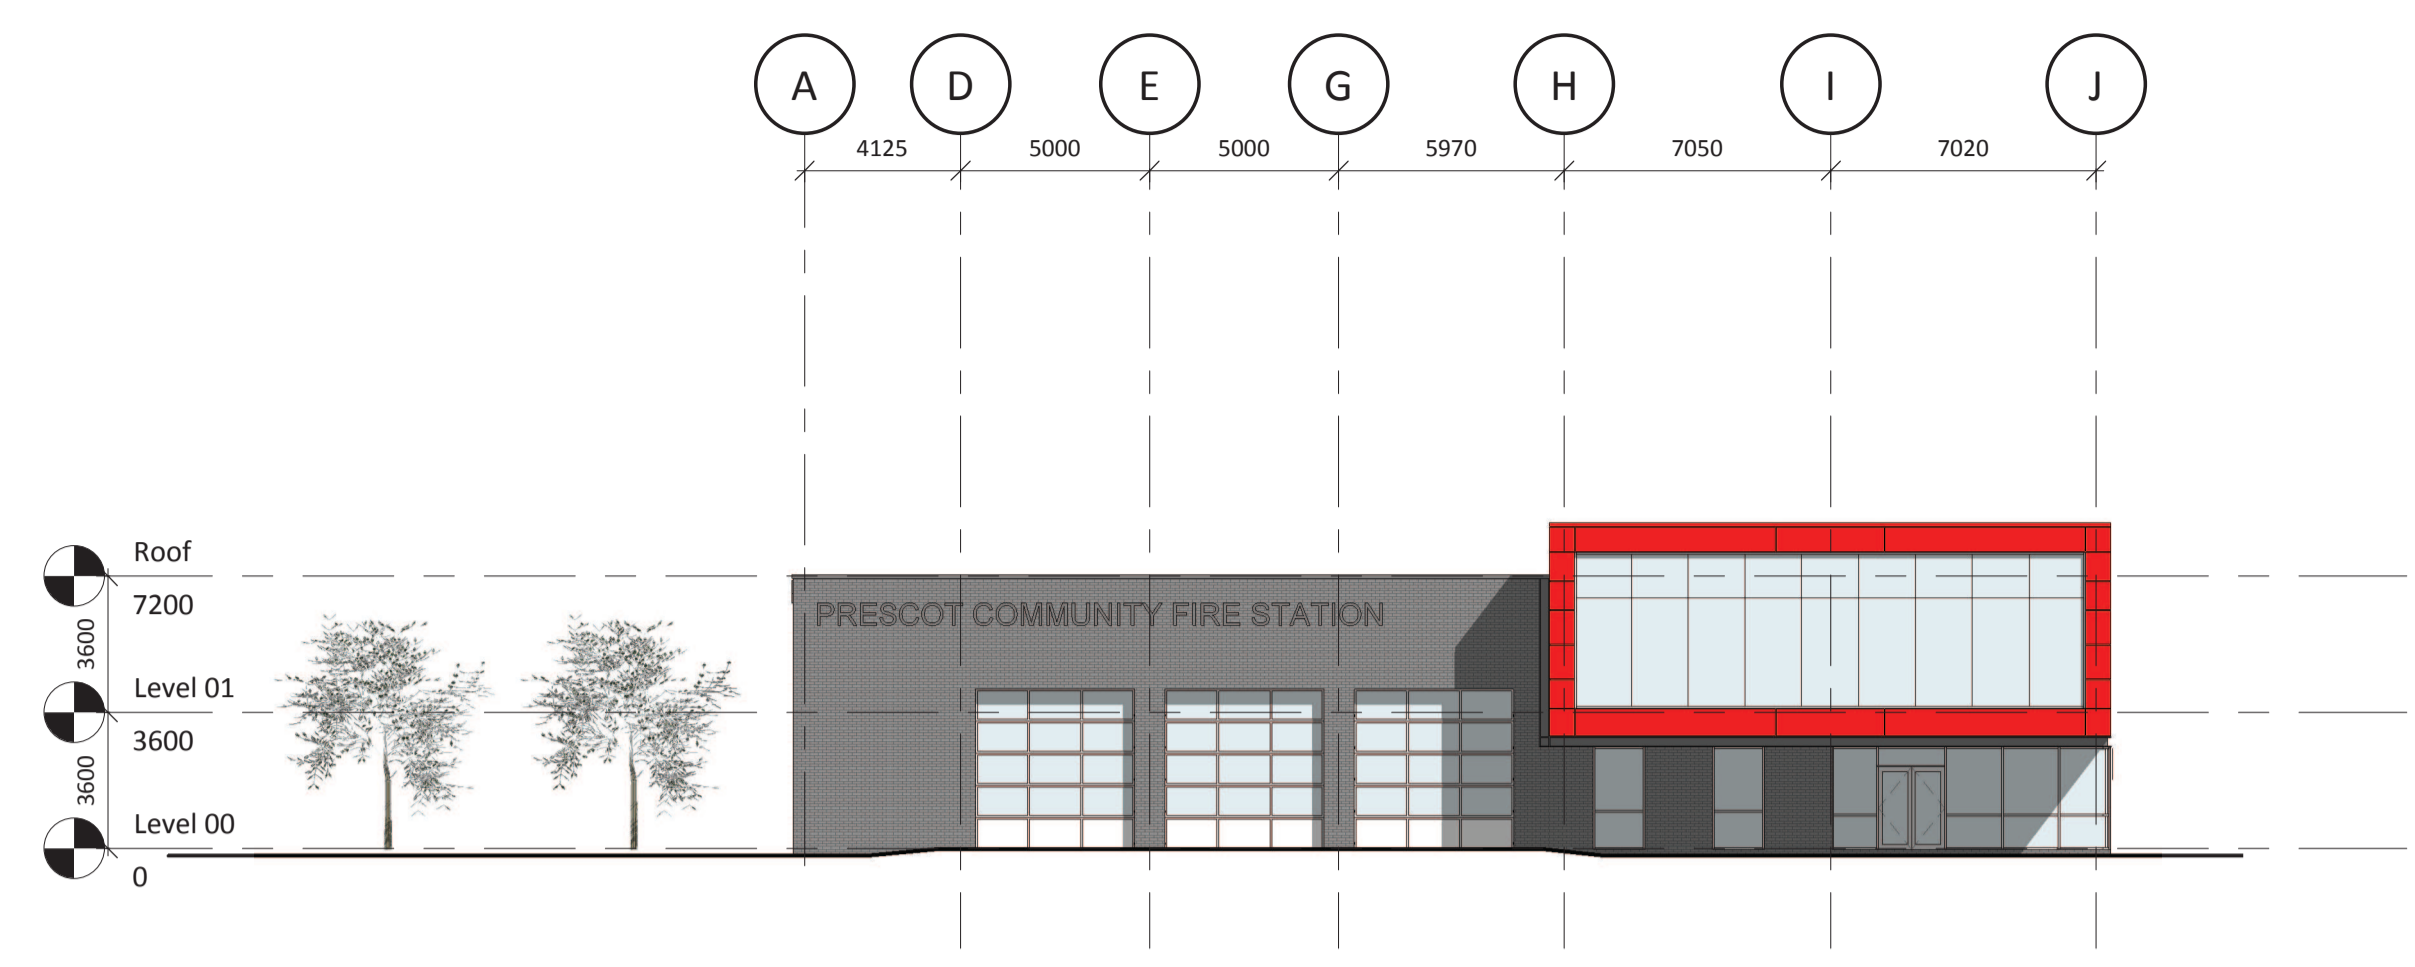 A D E G H I J
4125 5000 5000 5970 7050 7020
Roof
7200
3600
PRESCOT COMMUNITY FIRE STATION
Level 01
3600
3600
Level 00
0